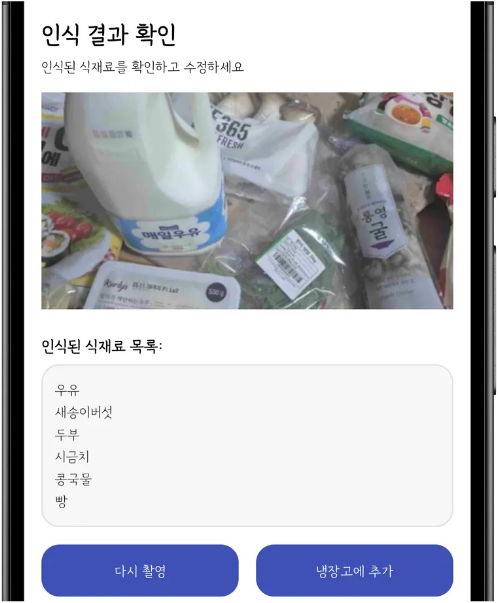 인식 결과 확인
인식된 식재료를 확인하고 수정하세요
365
FRESH
매일우유
통영
굴
500g
인식된 식재료 목록:
우유
새송이버섯
두부
시금치
콩국물
빵
다시 촬영
냉장고에 추가